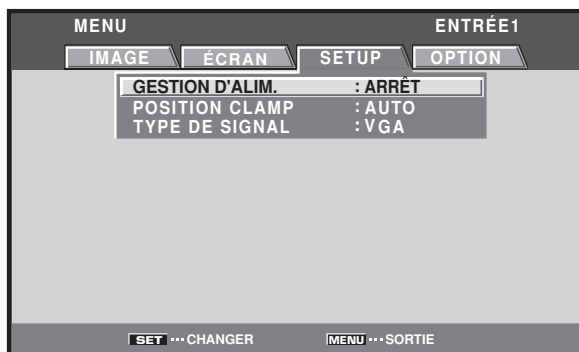 MENU ENTRÉE1
IMAGE ÉCRAN SETUP OPTION
GESTION D'ALIM. : ARRÊT
POSITION CLAMP : AUTO
TYPE DE SIGNAL : VGA
SET ··· CHANGER MENU ··· SORTIE